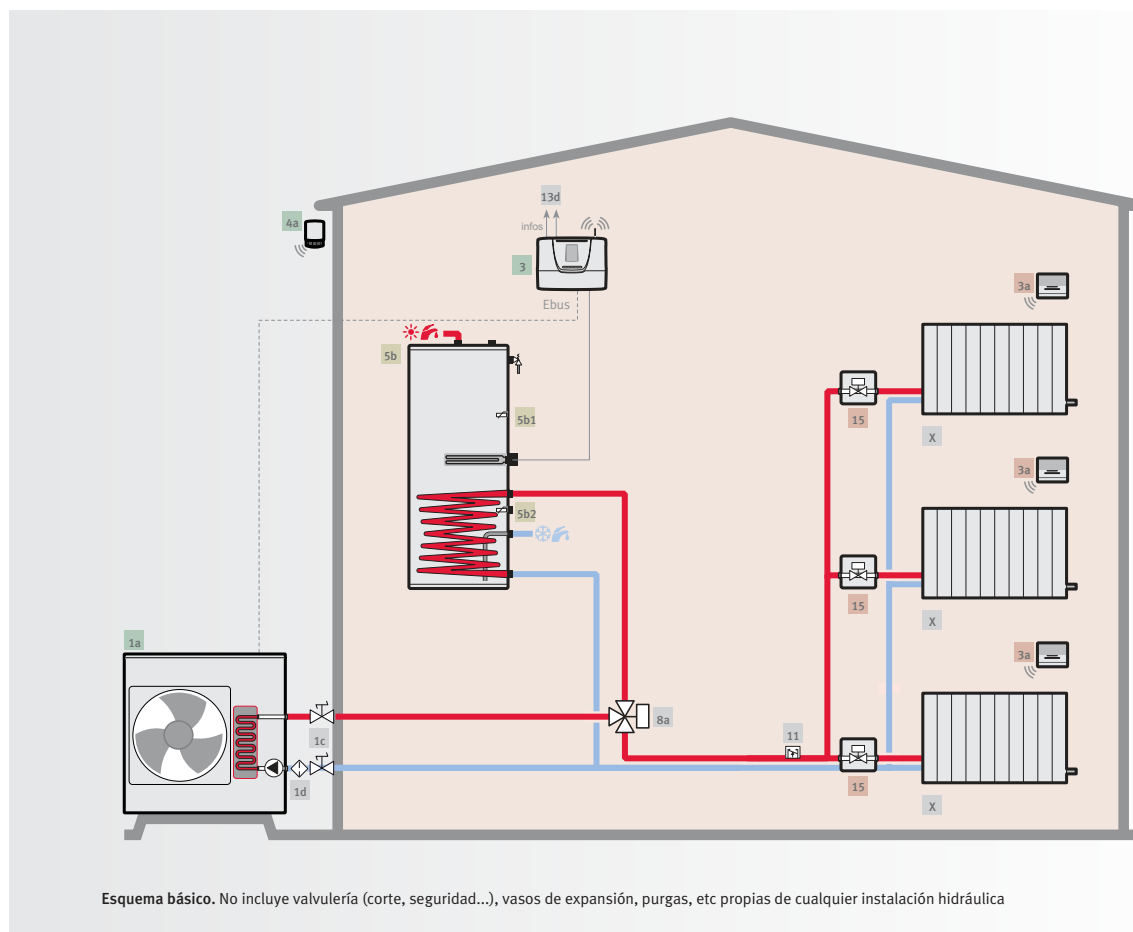 13d
4a
infos
3
Ebus
3a
5b
5b1
15
X
3a
5b2
15
X
1a
3a
8a
1c
11
1d
15
X
Esquema básico. No incluye valvulería (corte, seguridad...), vasos de expansión, purgas, etc propias de cualquier instalación hidráulica